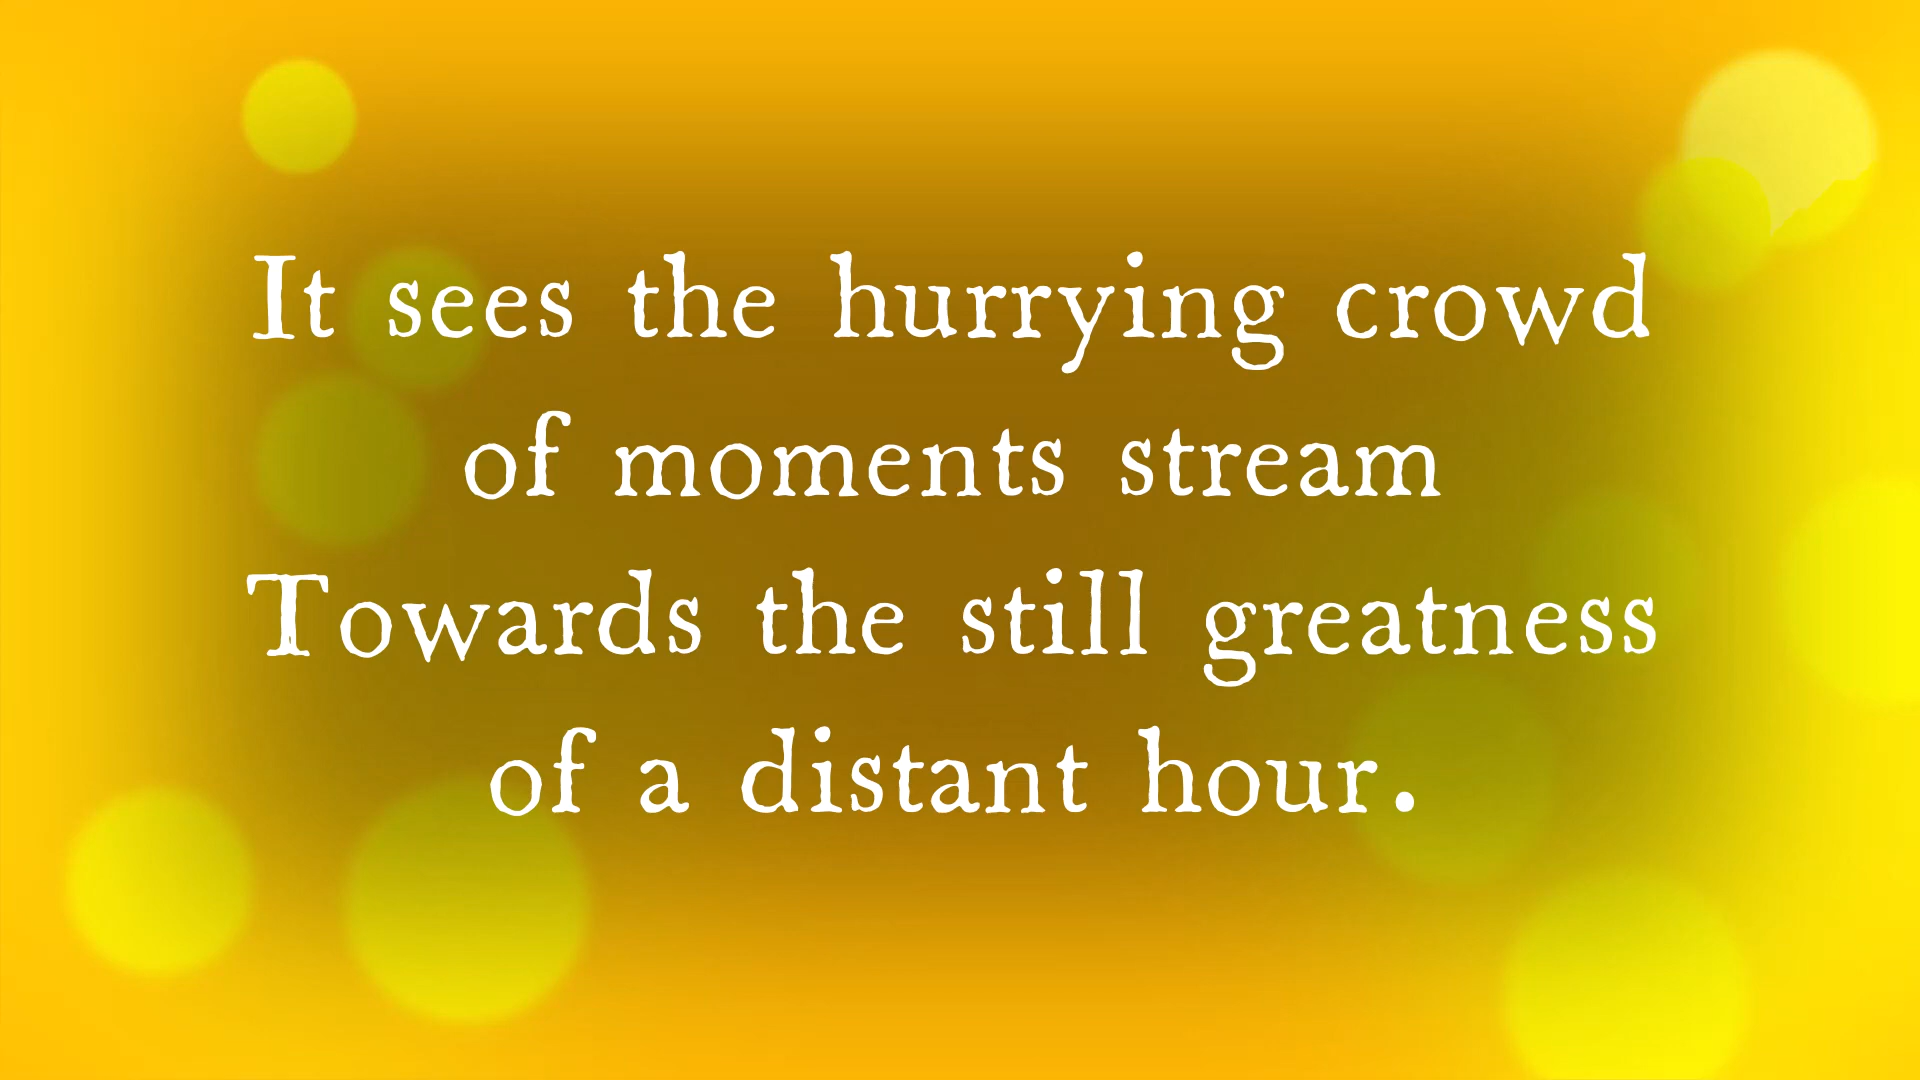 It sees the hurrying crowd
of moments stream
Towards the still greatness
of a distant hour.